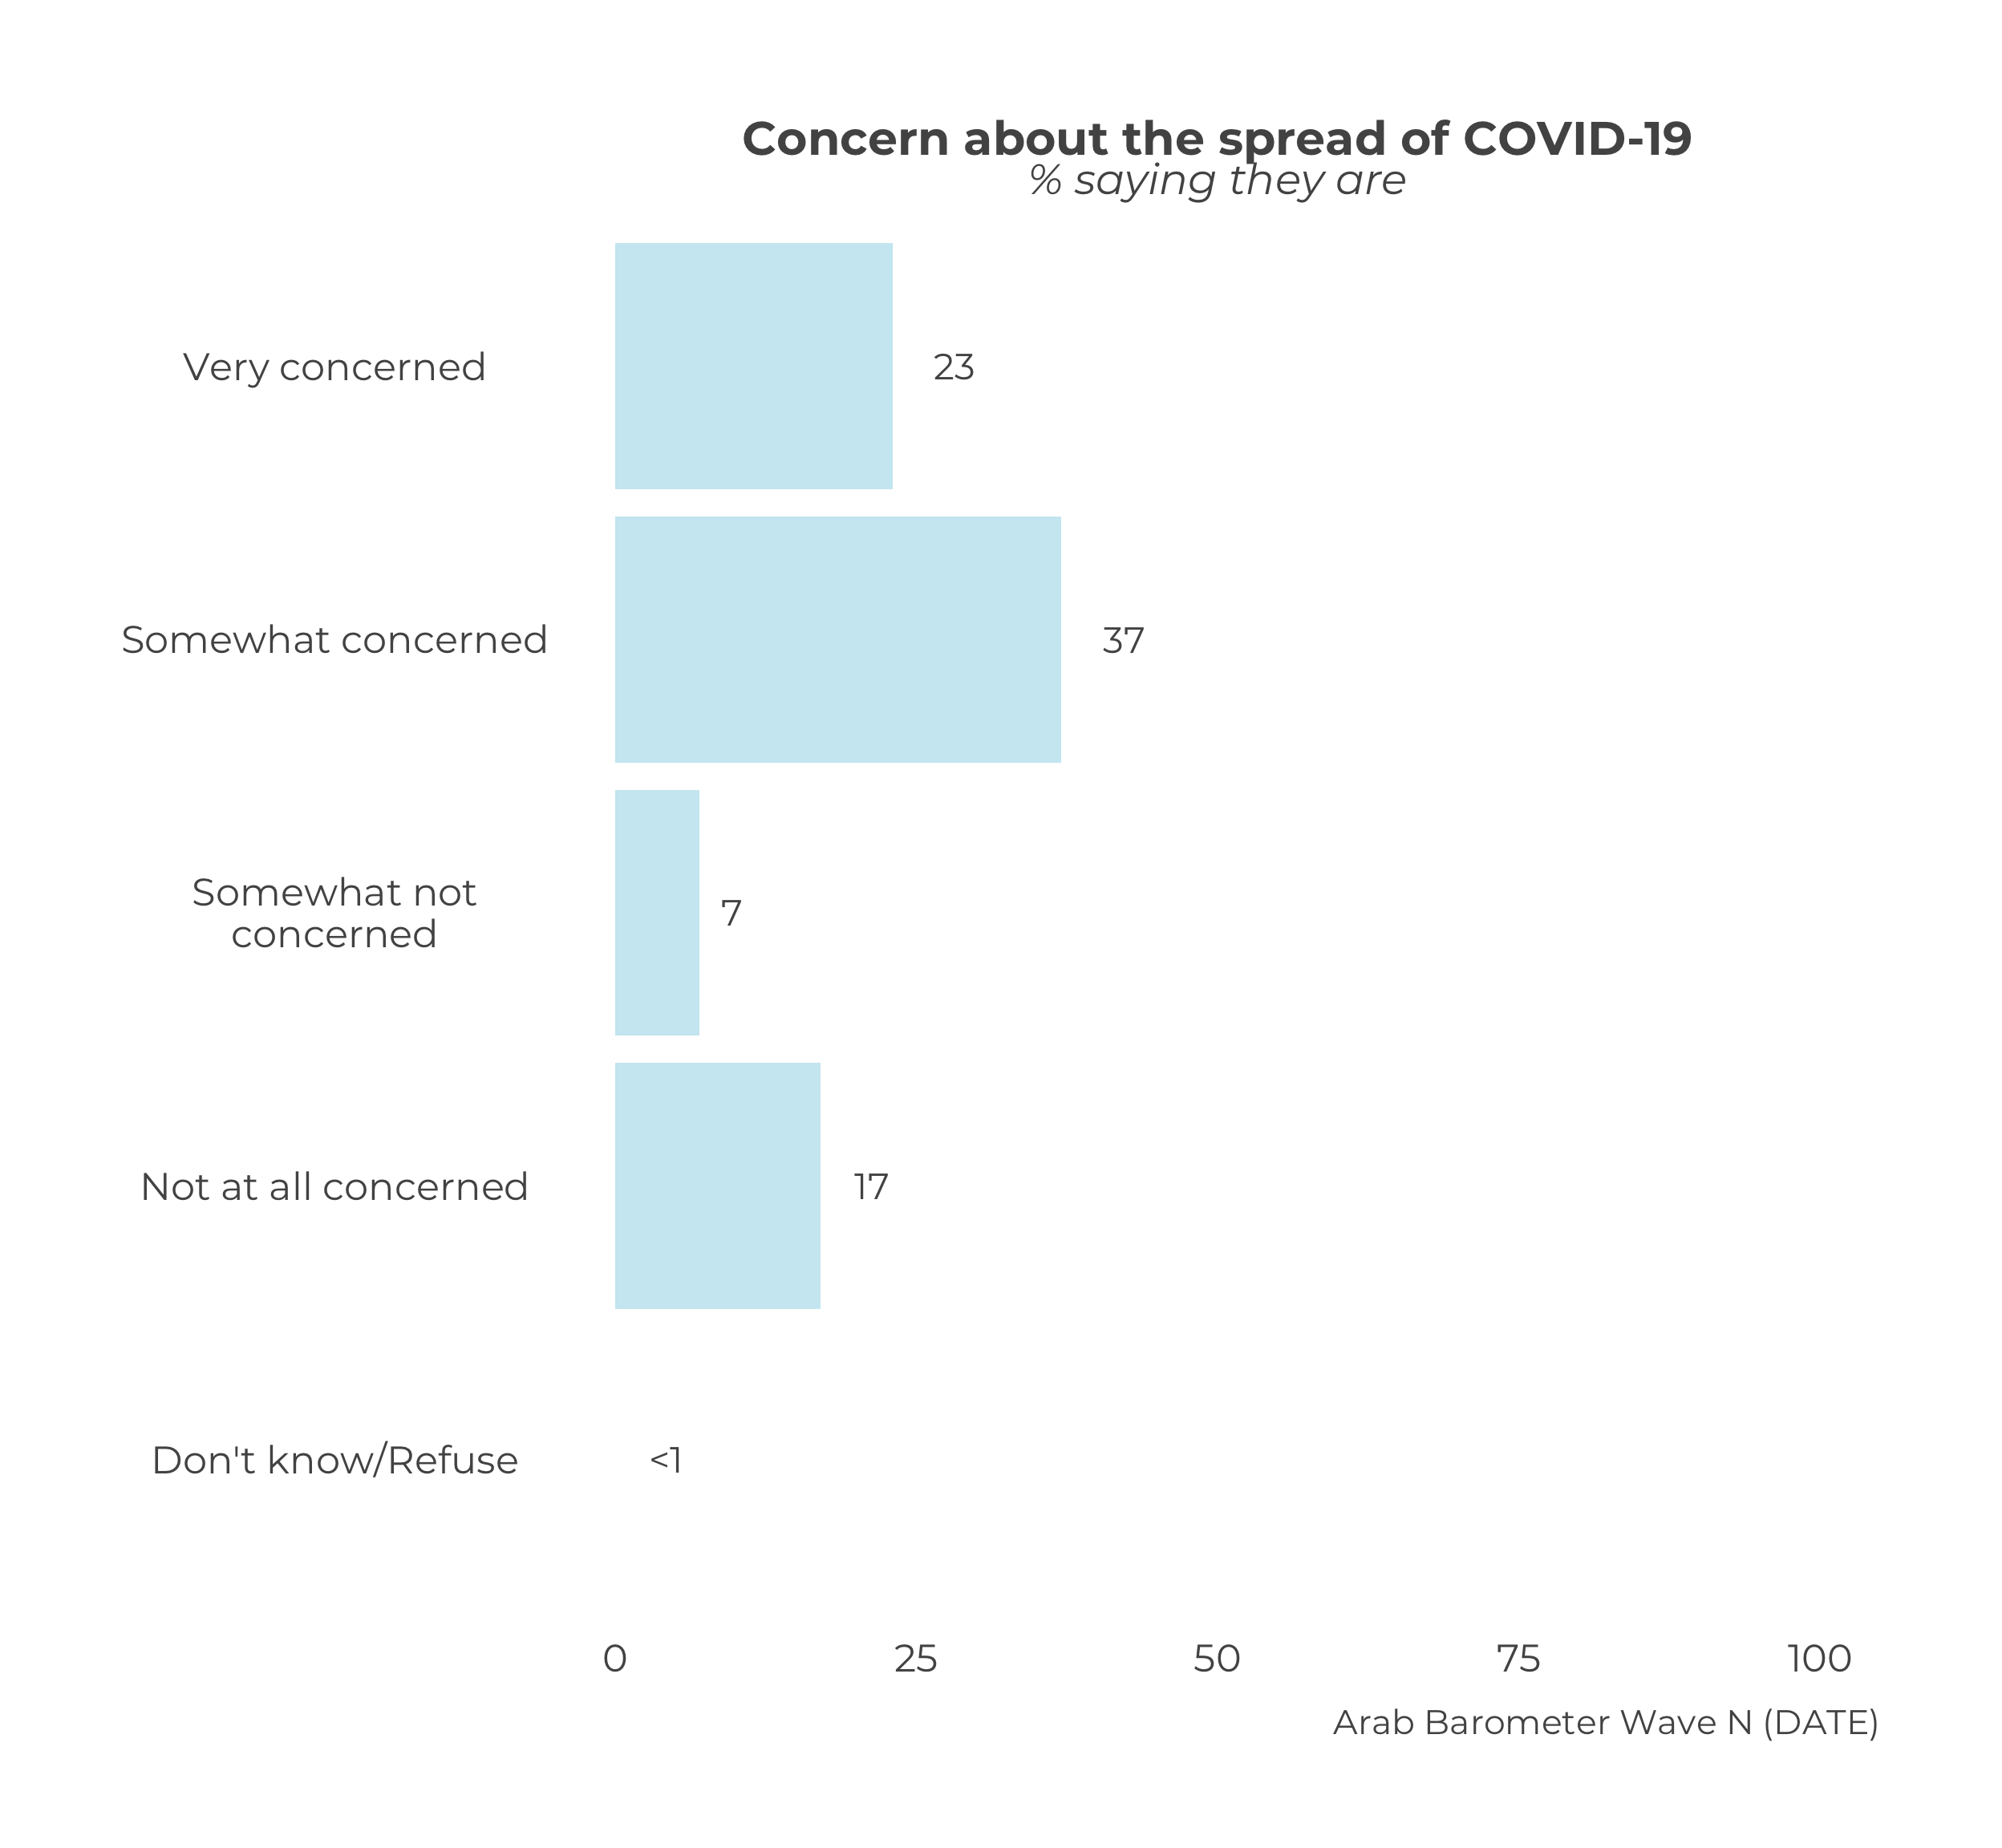 Concern about the spread of COVID-19
% saying they are
Very concerned
23
Somewhat concerned
37
Somewhat not
concerned
7
Not at all concerned
17
Don't know/Refuse
<1
0 25 50 75 100
Arab Barometer Wave N (DATE)